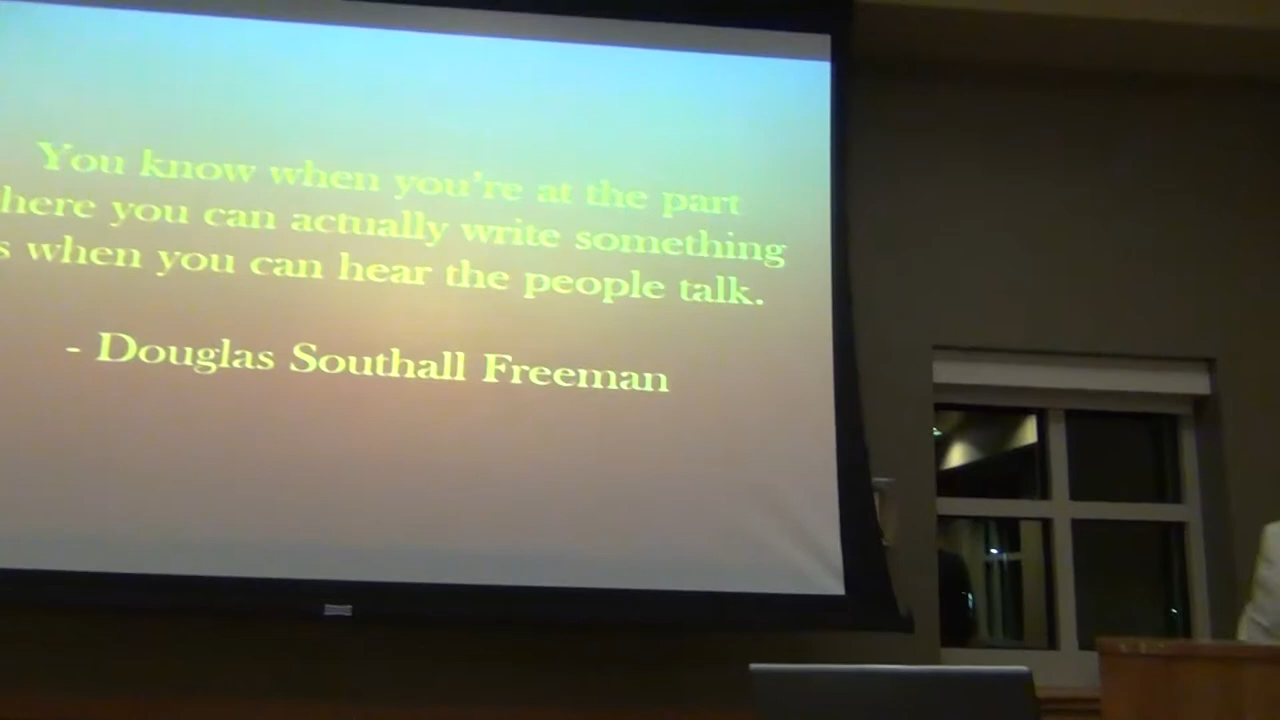 You know when you're at the part
here you can actually write something
s when you can hear the people talk.
- Douglas Southall Freeman